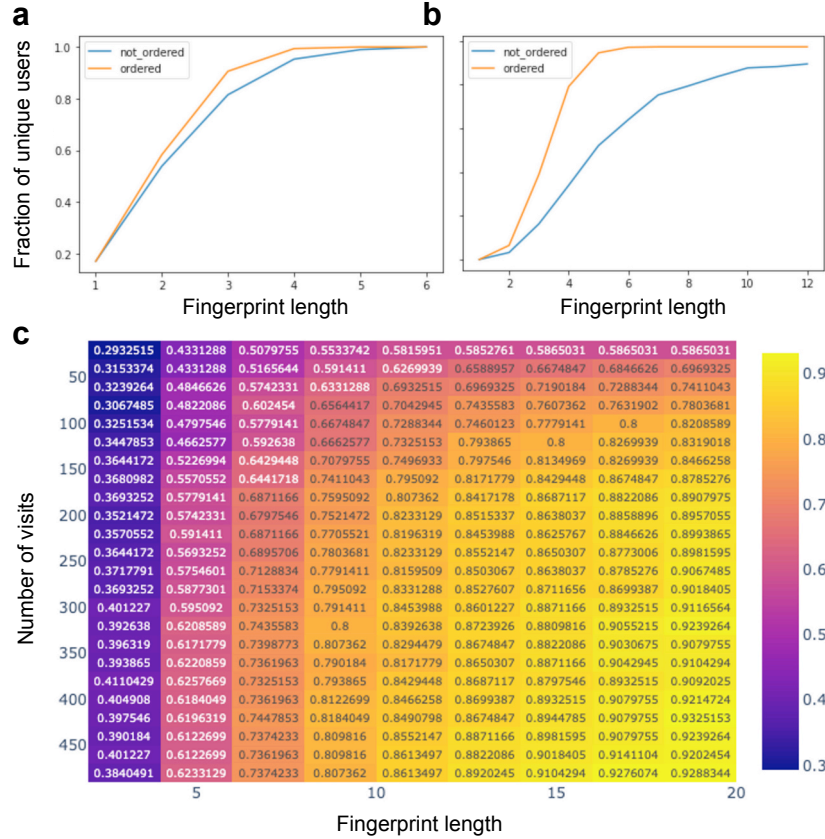 a
b
not_ordered
ordered
not_ordered
ordered
Fraction of unique users
1.0
0.8
0.6
0.4
0.2
1 2 3 4 5 6
2 4 6 8 10 12
Fingerprint length
Fingerprint length
c
0.2932515 0.4331288 0.5079755 0.5533742 0.5815951 0.5852761 0.5865031 0.5865031 0.5865031
0.3153374 0.4331288 0.5165644 0.591411 0.6269939 0.6588957 0.6674847 0.6846626 0.6969325
0.3239264 0.4846626 0.5742331 0.6331288 0.6932515 0.6969325 0.7190184 0.7288344 0.7411043
0.3067485 0.4822086 0.602454 0.6564417 0.7042945 0.7435583 0.7607362 0.7631902 0.7803681
0.3251534 0.4797546 0.5779141 0.6674847 0.7288344 0.7460123 0.7779141 0.8 0.8208589
0.3447853 0.4662577 0.592638 0.6662577 0.7325153 0.793865 0.8 0.8269939 0.8319018
0.3644172 0.5226994 0.6429448 0.7079755 0.7496933 0.797546 0.8134969 0.8269939 0.8466258
0.3680982 0.5570552 0.6441718 0.7411043 0.795092 0.8171779 0.8429448 0.8674847 0.8785276
0.3693252 0.5779141 0.6871166 0.7595092 0.807362 0.8417178 0.8687117 0.8822086 0.8907975
0.3521472 0.5742331 0.6797546 0.7521472 0.8233129 0.8515337 0.8638037 0.8858896 0.8957055
0.3570552 0.591411 0.6871166 0.7705521 0.8196319 0.8453988 0.8625767 0.8846626 0.8993865
0.3644172 0.5693252 0.6895706 0.7803681 0.8233129 0.8552147 0.8650307 0.8773006 0.8981595
0.3717791 0.5754601 0.7128834 0.7791411 0.8159509 0.8503067 0.8638037 0.8785276 0.9067485
0.3693252 0.5877301 0.7153374 0.795092 0.8331288 0.8527607 0.8711656 0.8699387 0.9018405
0.401227 0.595092 0.7325153 0.791411 0.8453988 0.8601227 0.8871166 0.8932515 0.9116564
0.392638 0.6208589 0.7435583 0.8 0.8392638 0.8723926 0.8809816 0.9055215 0.9239264
0.396319 0.6171779 0.7398773 0.807362 0.8294479 0.8674847 0.8822086 0.9030675 0.9079755
0.393865 0.6220859 0.7361963 0.790184 0.8171779 0.8650307 0.8871166 0.9042945 0.9104294
0.4110429 0.6257669 0.7325153 0.793865 0.8429448 0.8687117 0.8797546 0.8932515 0.9092025
0.404908 0.6184049 0.7361963 0.8122699 0.8466258 0.8699387 0.8932515 0.9079755 0.9214724
0.397546 0.6196319 0.7447853 0.8184049 0.8490798 0.8674847 0.8944785 0.9079755 0.9325153
0.390184 0.6122699 0.7374233 0.809816 0.8552147 0.8871166 0.8981595 0.9079755 0.9239264
0.401227 0.6122699 0.7361963 0.809816 0.8613497 0.8822086 0.9018405 0.9141104 0.9202454
0.3840491 0.6233129 0.7374233 0.807362 0.8613497 0.8920245 0.9104294 0.9276074 0.9288344
Number of visits
50
100
150
200
250
300
350
400
450
5 10 15 20
Fingerprint length
0.9
0.8
0.7
0.6
0.5
0.4
0.3